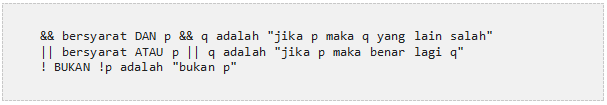 && bersyarat DAN p && q adalah "jika p maka q yang lain salah"
|| bersyarat ATAU p || q adalah "jika p maka benar lagi q"
! BUKAN !p adalah "bukan p"